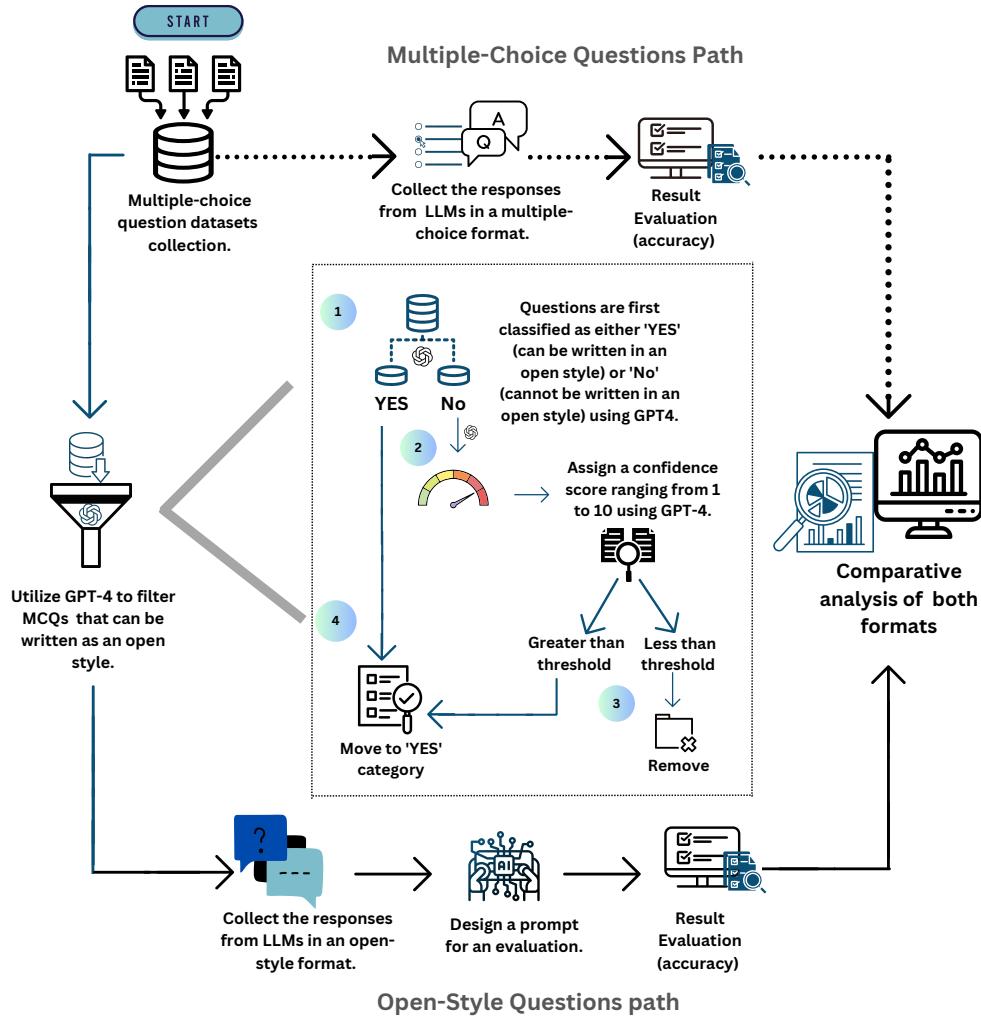 START
Multiple-Choice Questions Path
Multiple-choice
question datasets
collection.
A
Q
Collect the responses
from LLMs in a multiple-
choice format.
Result
Evaluation
(accuracy)
1
Questions are first
classified as either 'YES'
(can be written in an
open style) or 'No'
(cannot be written in an
open style) using GPT4.
YES
No
2
Assign a confidence
score ranging from 1
to 10 using GPT-4.
Utilize GPT-4 to filter
MCQs that can be
written as an open
style.
4
Greater than
threshold
Less than
threshold
3
Move to 'YES'
category
Remove
Comparative
analysis of both
formats
?
---
AI
Collect the responses
from LLMs in an open-
style format.
Design a prompt
for an evaluation.
Result
Evaluation
(accuracy)
Open-Style Questions path